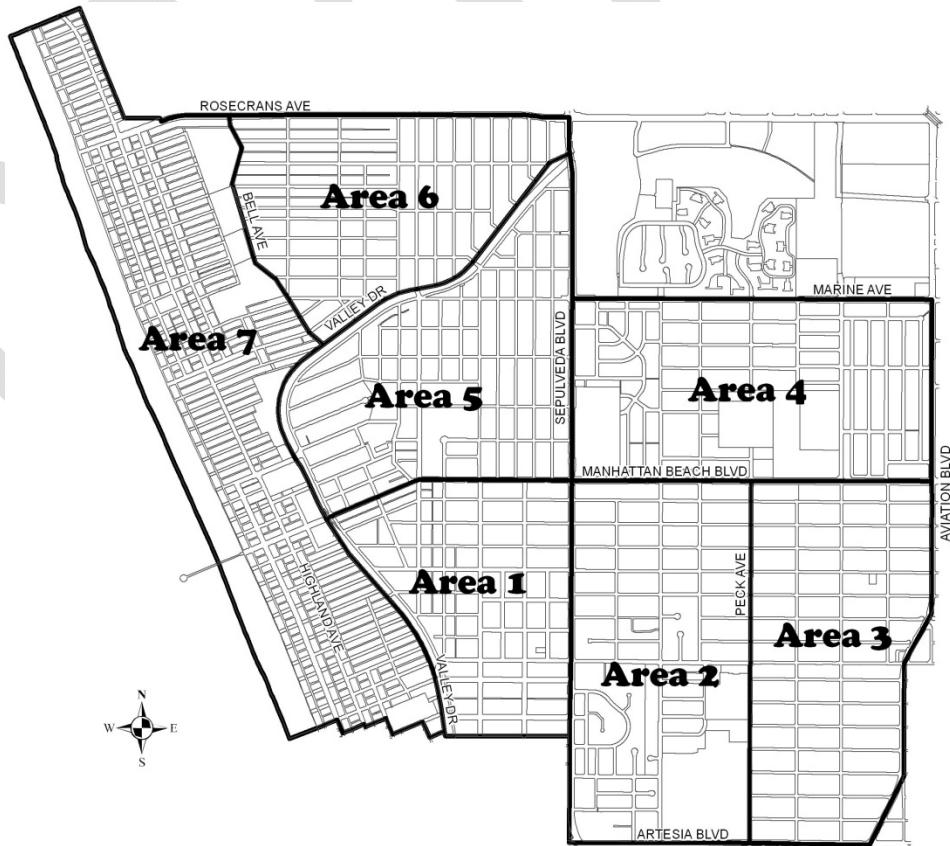 ROSECRANS AVE
Area 6
BELL AVE
MARINE AVE
VALLEY DR
Area 7
SEPULVEDA BLVD
Area 5
Area 4
MANHATTAN BEACH BLVD
AVIATION BLVD
PECK AVE
Area 1
HIGHLAND AVE
Area 3
Area 2
VALLEY DR
N
W E
S
ARTESIA BLVD